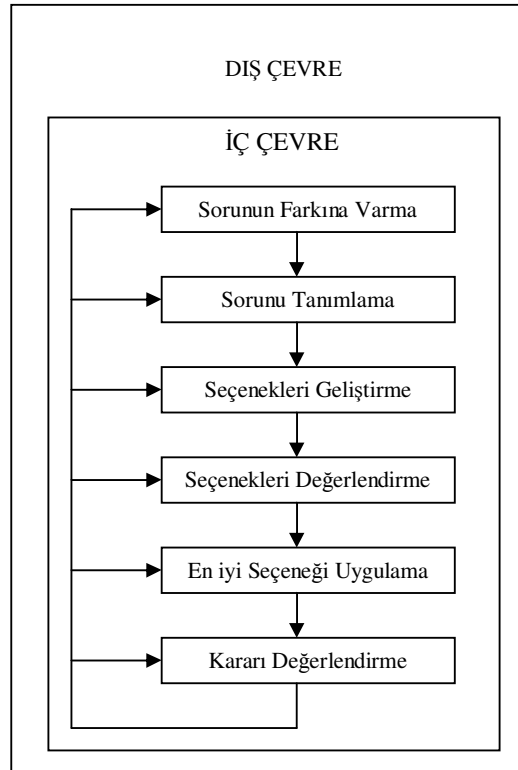 DIŞ ÇEVRE
İÇ ÇEVRE
Sorunun Farkına Varma
Sorunu Tanımlama
Seçenekleri Geliştirme
Seçenekleri Değerlendirme
En iyi Seçeneği Uygulama
Kararı Değerlendirme